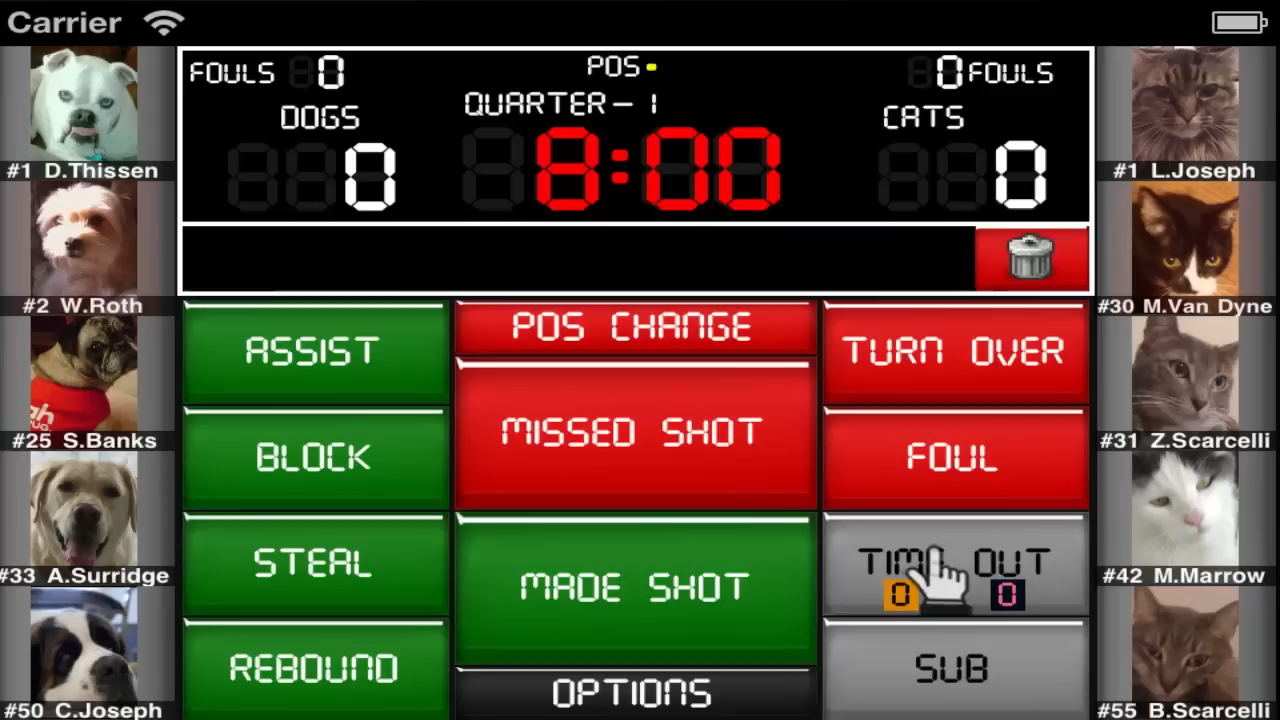 Carrier
FOULS 0
POS
0 FOULS
DOGS
QUARTER - 1
CATS
0
8:00
0
#1 D.Thissen
#2 W.Roth
#25 S.Banks
#33 A.Surridge
#50 C.Joseph
ASSIST
BLOCK
STEAL
REBOUND
POS CHANGE
MISSED SHOT
MADE SHOT
OPTIONS
TURN OVER
FOUL
TIME OUT
0 0
SUB
#1 L.Joseph
#30 M.Van Dyne
#31 Z.Scarcelli
#42 M.Marrow
#55 B.Scarcelli